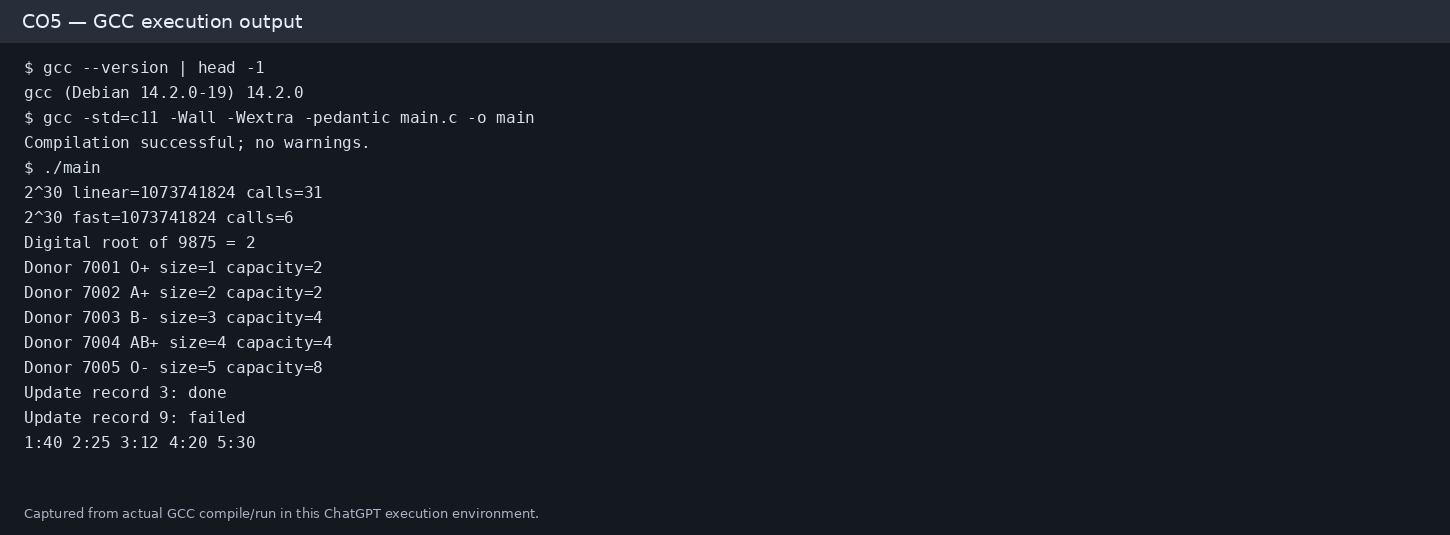 CO5 — GCC execution output
$ gcc --version | head -1
gcc (Debian 14.2.0-19) 14.2.0
$ gcc -std=c11 -Wall -Wextra -pedantic main.c -o main
Compilation successful; no warnings.
$ ./main
2^30 linear=1073741824 calls=31
2^30 fast=1073741824 calls=6
Digital root of 9875 = 2
Donor 7001 O+ size=1 capacity=2
Donor 7002 A+ size=2 capacity=2
Donor 7003 B- size=3 capacity=4
Donor 7004 AB+ size=4 capacity=4
Donor 7005 O- size=5 capacity=8
Update record 3: done
Update record 9: failed
1:40 2:25 3:12 4:20 5:30
Captured from actual GCC compile/run in this ChatGPT execution environment.